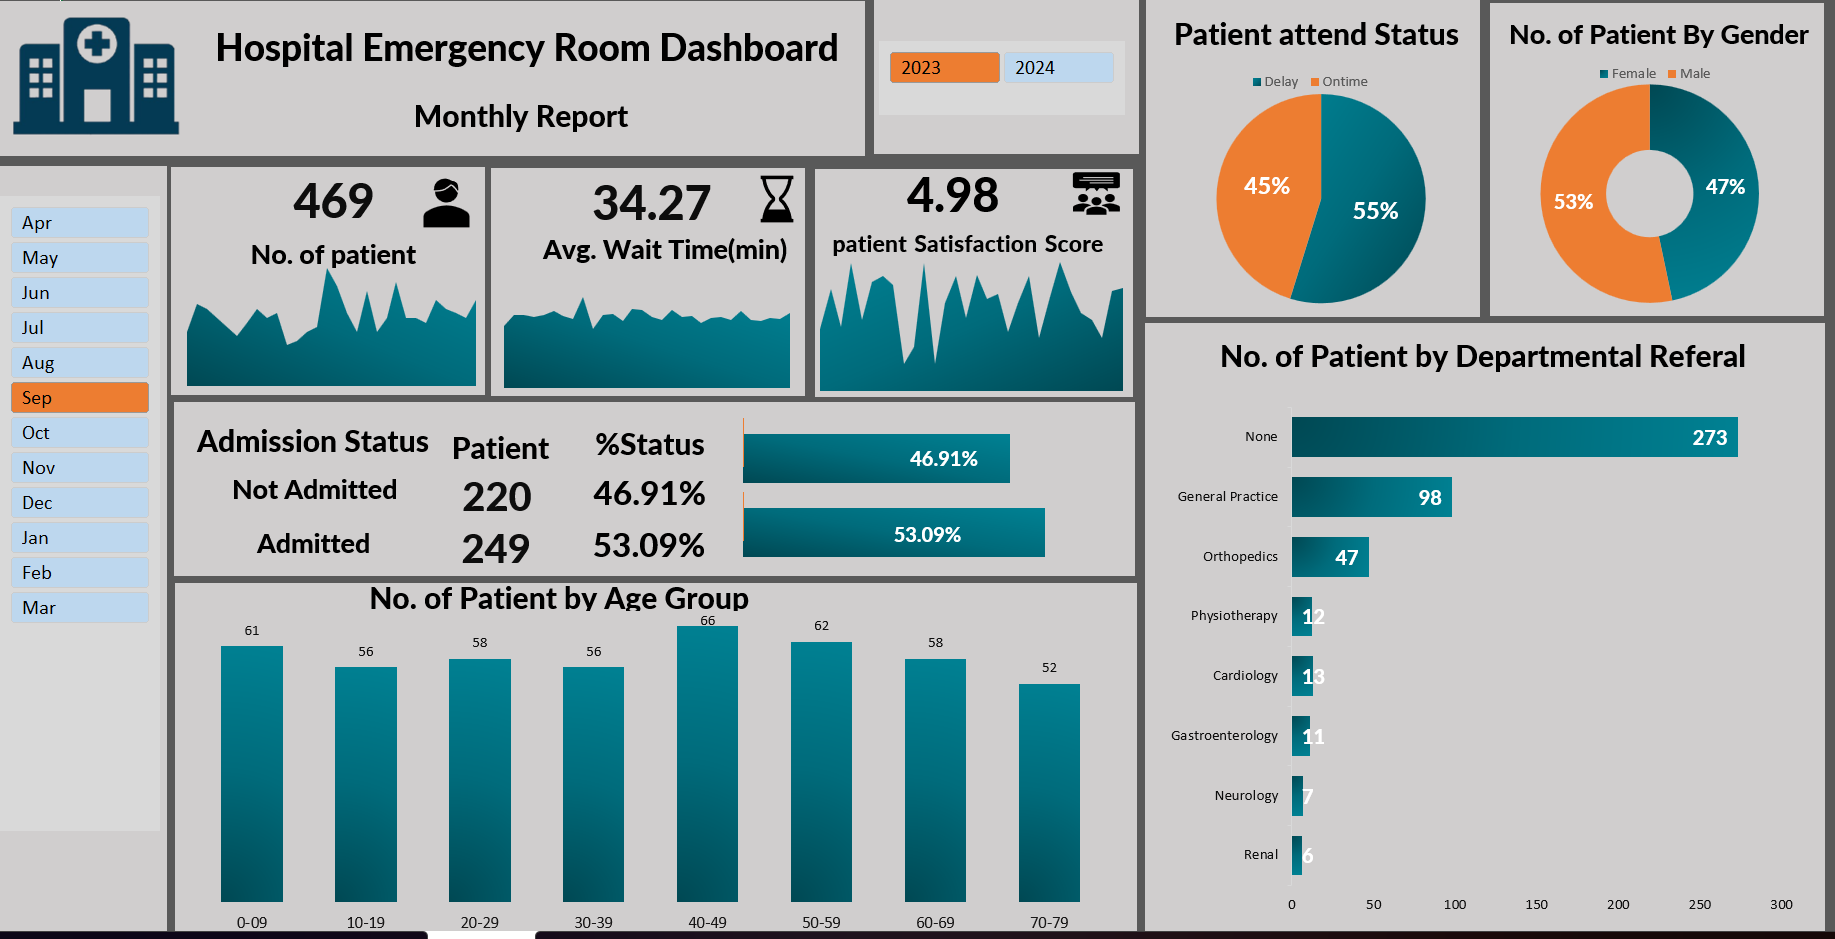 Hospital Emergency Room Dashboard
Monthly Report
2023
2024
Apr
May
Jun
Jul
Aug
Sep
Oct
Nov
Dec
Jan
Feb
Mar
469
No. of patient
34.27
Avg. Wait Time(min)
4.98
patient Satisfaction Score
Admission Status Patient %Status
Not Admitted 220 46.91%
Admitted 249 53.09%
46.91%
53.09%
No. of Patient by Age Group
61 56 58 56 66 62 58 52
0-09 10-19 20-29 30-39 40-49 50-59 60-69 70-79
Patient attend Status
Delay Ontime
45%
55%
No. of Patient By Gender
Female Male
53%
47%
No. of Patient by Departmental Referal
None 273
General Practice 98
Orthopedics 47
Physiotherapy 12
Cardiology 13
Gastroenterology 11
Neurology 7
Renal 6
0 50 100 150 200 250 300